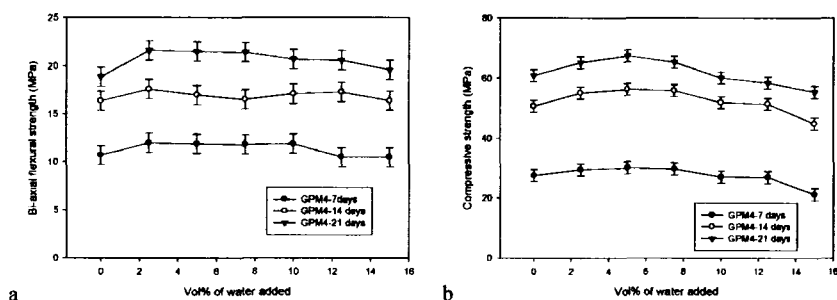 Bi-axial flexural strength (MPa)
25
20
15
10
5
0
GPM4-7days
GPM4-14 days
GPM4-21 days
0 2 4 6 8 10 12 14 16
Vol% of water added
a
Compressive strength (MPa)
80
60
40
20
0
GPM4-7 days
GPM4-14 days
GPM4-21 days
0 2 4 6 8 10 12 14 16
Vol% of water added
b